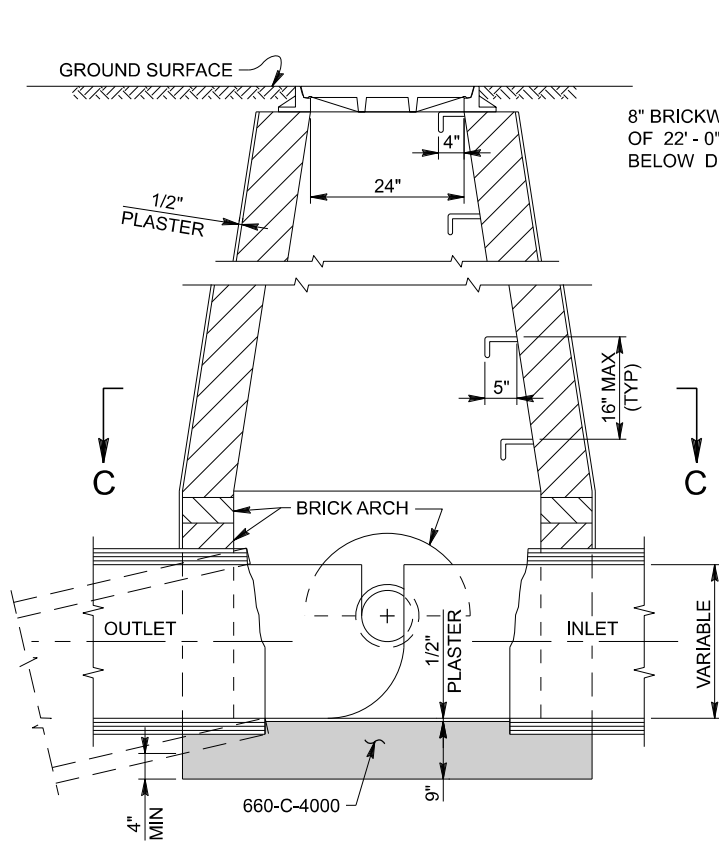 GROUND SURFACE
8" BRICKW
OF 22' - 0"
BELOW D
4"
24"
1/2"
PLASTER
5"
16" MAX
(TYP)
C
C
BRICK ARCH
OUTLET
INLET
1/2"
PLASTER
VARIABLE
660-C-4000
9"
4"
MIN